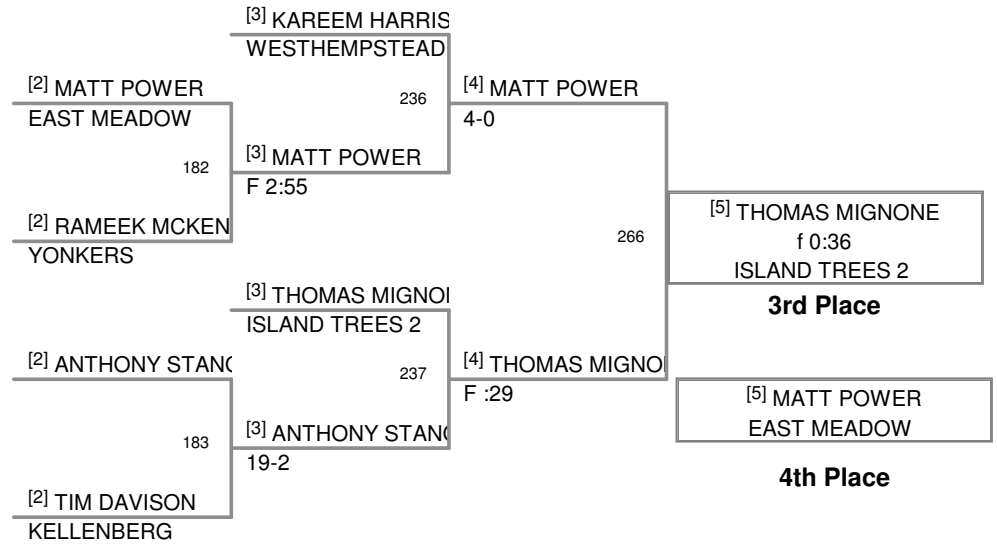 [3] KAREEM HARRIS
WESTHEMPSTEAD
[2] MATT POWER
EAST MEADOW
236
[4] MATT POWER
4-0
182
[3] MATT POWER
F 2:55
[2] RAMEEK MCKEN
YONKERS
266
[5] THOMAS MIGNONE
f 0:36
ISLAND TREES 2
3rd Place
[3] THOMAS MIGNO
ISLAND TREES 2
[2] ANTHONY STANC
237
[4] THOMAS MIGNO
F :29
[5] MATT POWER
EAST MEADOW
4th Place
183
[3] ANTHONY STANC
19-2
[2] TIM DAVISON
KELLENBERG